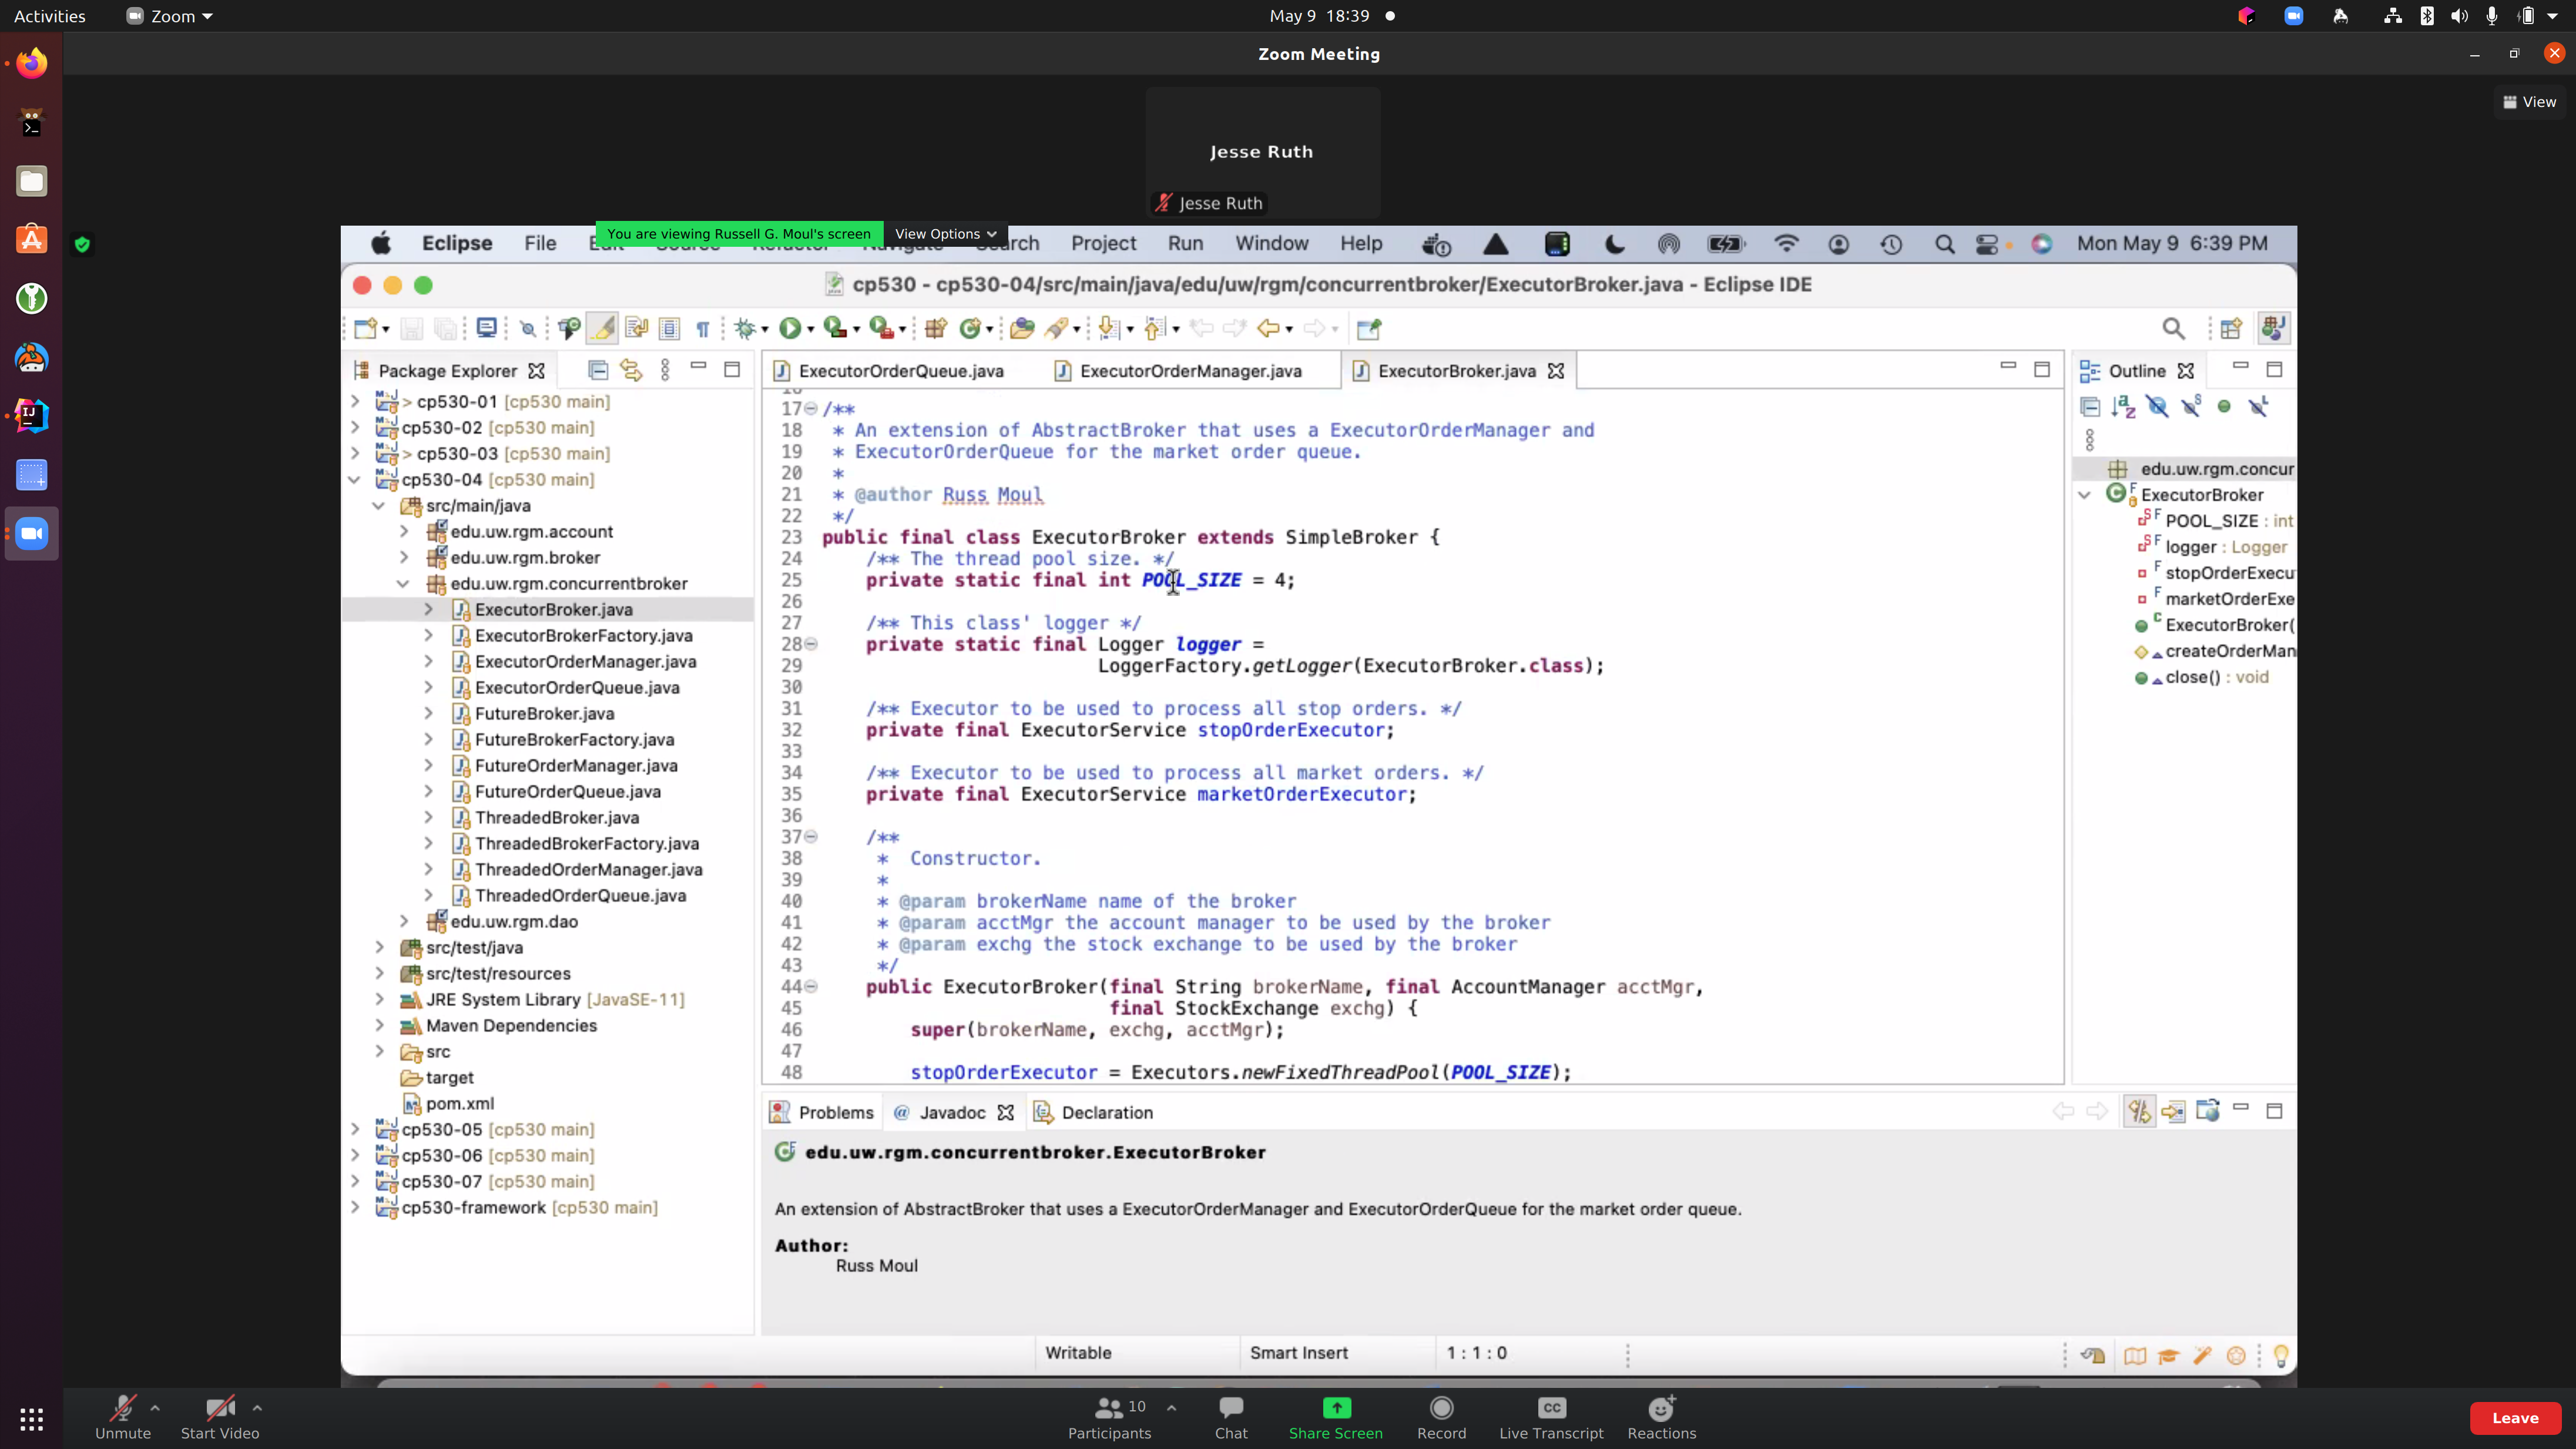 Activities
Zoom
May 9 18:39
Zoom Meeting
View
Jesse Ruth
Jesse Ruth
You are viewing Russell G. Moul's screen
View Options
Eclipse
File
Project
Run
Window
Help
Mon May 9 6:39 PM
cp530 - cp530-04/src/main/java/edu/uw/rgm/concurrentbroker/ExecutorBroker.java - Eclipse IDE
Package Explorer
> cp530-01 [cp530 main]
cp530-02 [cp530 main]
> cp530-03 [cp530 main]
cp530-04 [cp530 main]
src/main/java
edu.uw.rgm.account
edu.uw.rgm.broker
edu.uw.rgm.concurrentbroker
ExecutorBroker.java
ExecutorBrokerFactory.java
ExecutorOrderManager.java
ExecutorOrderQueue.java
FutureBroker.java
FutureBrokerFactory.java
FutureOrderManager.java
FutureOrderQueue.java
ThreadedBroker.java
ThreadedBrokerFactory.java
ThreadedOrderManager.java
ThreadedOrderQueue.java
edu.uw.rgm.dao
src/test/java
src/test/resources
JRE System Library [JavaSE-11]
Maven Dependencies
src
target
pom.xml
cp530-05 [cp530 main]
cp530-06 [cp530 main]
cp530-07 [cp530 main]
cp530-framework [cp530 main]
ExecutorOrderQueue.java
ExecutorOrderManager.java
ExecutorBroker.java
17 /**
18 * An extension of AbstractBroker that uses a ExecutorOrderManager and
19 * ExecutorOrderQueue for the market order queue.
20 *
21 * @author Russ Moul
22 */
23 public final class ExecutorBroker extends SimpleBroker {
24 /** The thread pool size. */
25 private static final int POOL_SIZE = 4;
26
27 /** This class' logger */
28 private static final Logger logger =
29 LoggerFactory.getLogger(ExecutorBroker.class);
30
31 /** Executor to be used to process all stop orders. */
32 private final ExecutorService stopOrderExecutor;
33
34 /** Executor to be used to process all market orders. */
35 private final ExecutorService marketOrderExecutor;
36
37 /**
38 * Constructor.
39 *
40 * @param brokerName name of the broker
41 * @param acctMgr the account manager to be used by the broker
42 * @param exchg the stock exchange to be used by the broker
43 */
44 public ExecutorBroker(final String brokerName, final AccountManager acctMgr,
45 final StockExchange exchg) {
46 super(brokerName, exchg, acctMgr);
47
48 stopOrderExecutor = Executors.newFixedThreadPool(POOL_SIZE);
Outline
edu.uw.rgm.concur
ExecutorBroker
POOL_SIZE : int
logger : Logger
stopOrderExecu
marketOrderExe
ExecutorBroker(
createOrderMan
close() : void
Problems
@ Javadoc
Declaration
edu.uw.rgm.concurrentbroker.ExecutorBroker
An extension of AbstractBroker that uses a ExecutorOrderManager and ExecutorOrderQueue for the market order queue.
Author:
Russ Moul
Writable
Smart Insert
1 : 1 : 0
Unmute
Start Video
Participants
10
Chat
Share Screen
Record
CC
Live Transcript
Reactions
Leave